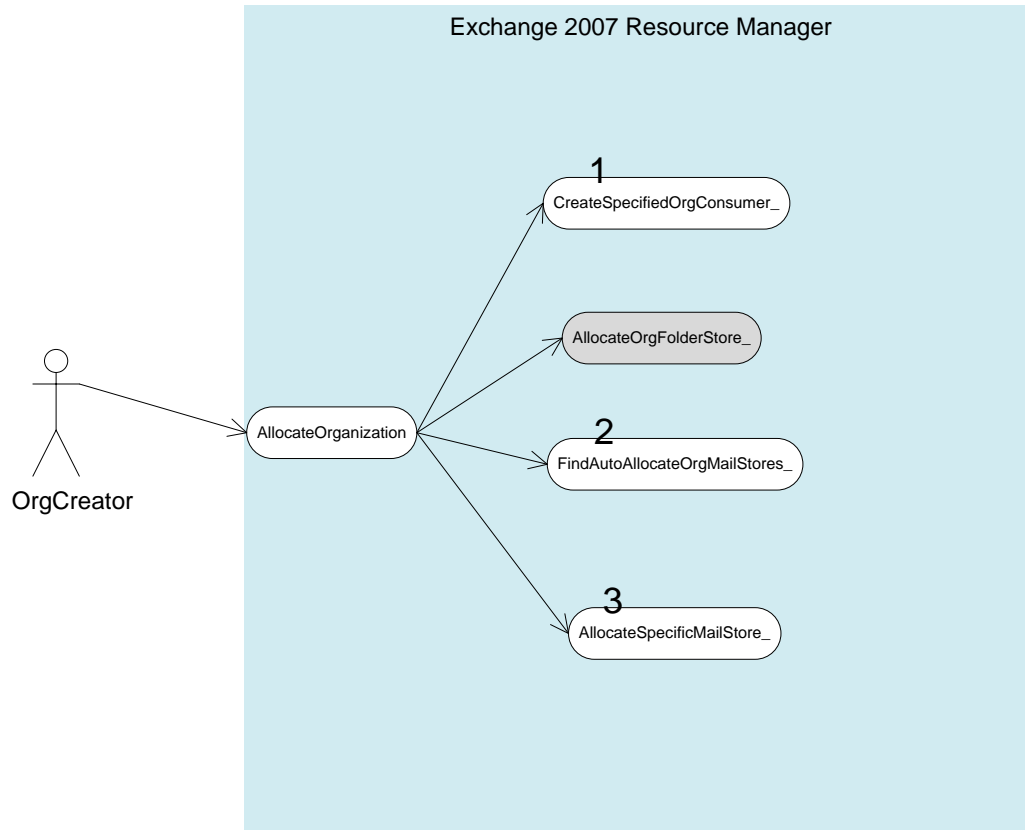 Exchange 2007 Resource Manager
1
CreateSpecifiedOrgConsumer_
AllocateOrgFolderStore_
AllocateOrganization
2
FindAutoAllocateOrgMailStores_
OrgCreator
3
AllocateSpecificMailStore_